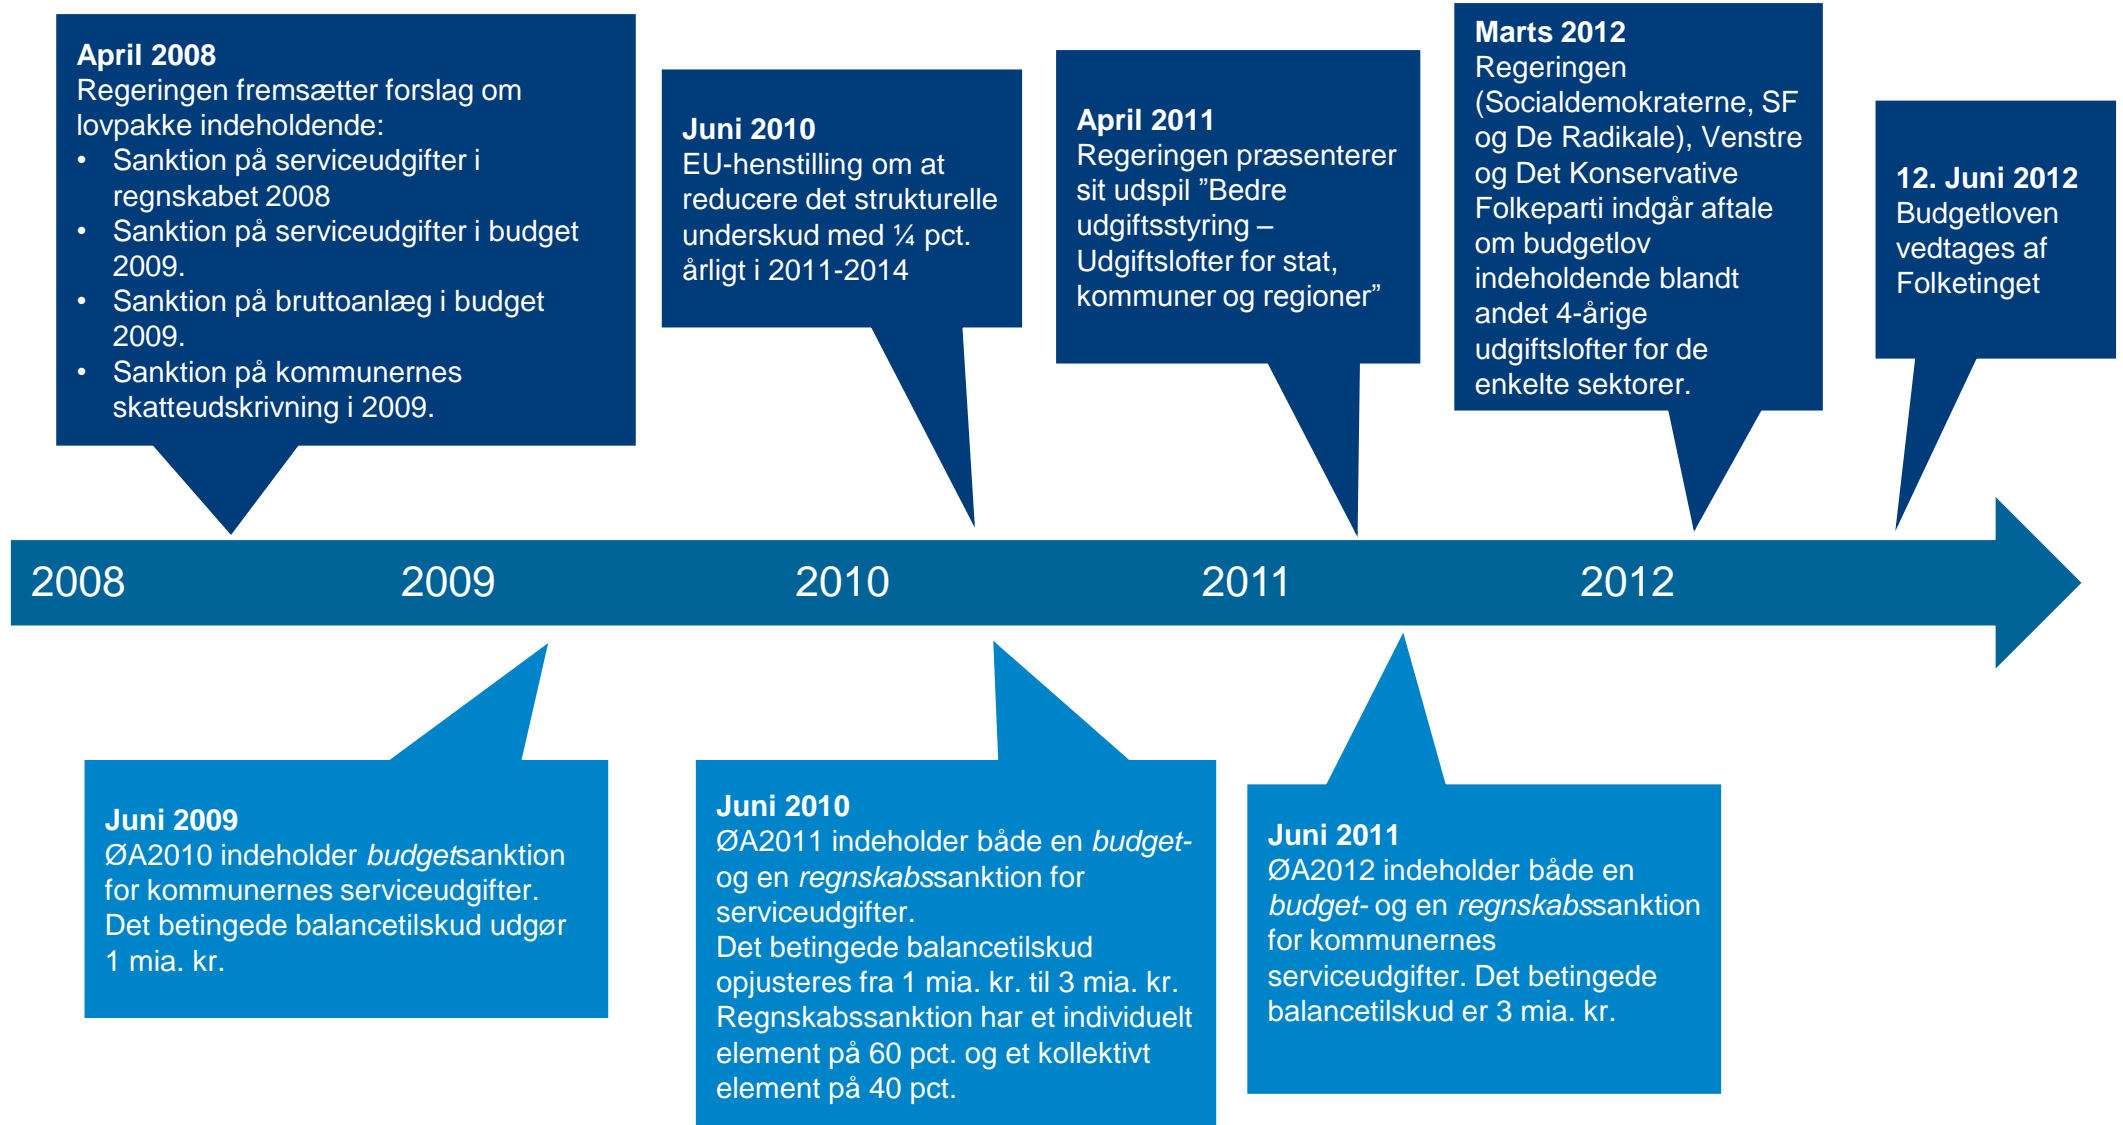 April 2008
Regeringen fremsætter forslag om
lovpakke indeholdende:
• Sanktion på serviceudgifter i
regnskabet 2008
• Sanktion på serviceudgifter i budget
2009.
• Sanktion på bruttoanlæg i budget
2009.
• Sanktion på kommunernes
skatteudskrivning i 2009.
Juni 2010
EU-henstilling om at
reducere det strukturelle
underskud med ¼ pct.
årligt i 2011-2014
April 2011
Regeringen præsenterer
sit udspil ”Bedre
udgiftsstyring –
Udgiftslofter for stat,
kommuner og regioner”
Marts 2012
Regeringen
(Socialdemokraterne, SF
og De Radikale), Venstre
og Det Konservative
Folkeparti indgår aftale
om budgetlov
indeholdende blandt
andet 4-årige
udgiftslofter for de
enkelte sektorer.
12. Juni 2012
Budgetloven
vedtages af
Folketinget
2008 2009 2010 2011 2012
Juni 2009
ØA2010 indeholder budgetsanktion
for kommunernes serviceudgifter.
Det betingede balancetilskud udgør
1 mia. kr.
Juni 2010
ØA2011 indeholder både en budget-
og en regnskabssanktion for
serviceudgifter.
Det betingede balancetilskud
opjusteres fra 1 mia. kr. til 3 mia. kr.
Regnskabssanktion har et individuelt
element på 60 pct. og et kollektivt
element på 40 pct.
Juni 2011
ØA2012 indeholder både en
budget- og en regnskabssanktion
for kommunernes
serviceudgifter. Det betingede
balancetilskud er 3 mia. kr.